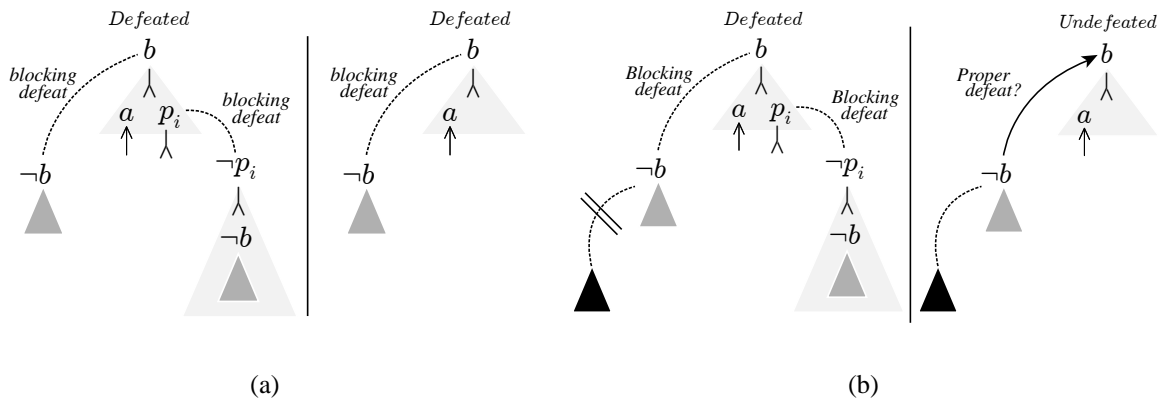 Defeated
b
blocking
defeat
a
p_i
blocking
defeat
¬b
¬p_i
¬b
Defeated
b
blocking
defeat
a
¬b
(a)
Defeated
b
Blocking
defeat
a
p_i
Blocking
defeat
¬b
¬p_i
¬b
Undefeated
b
Proper
defeat?
a
¬b
(b)